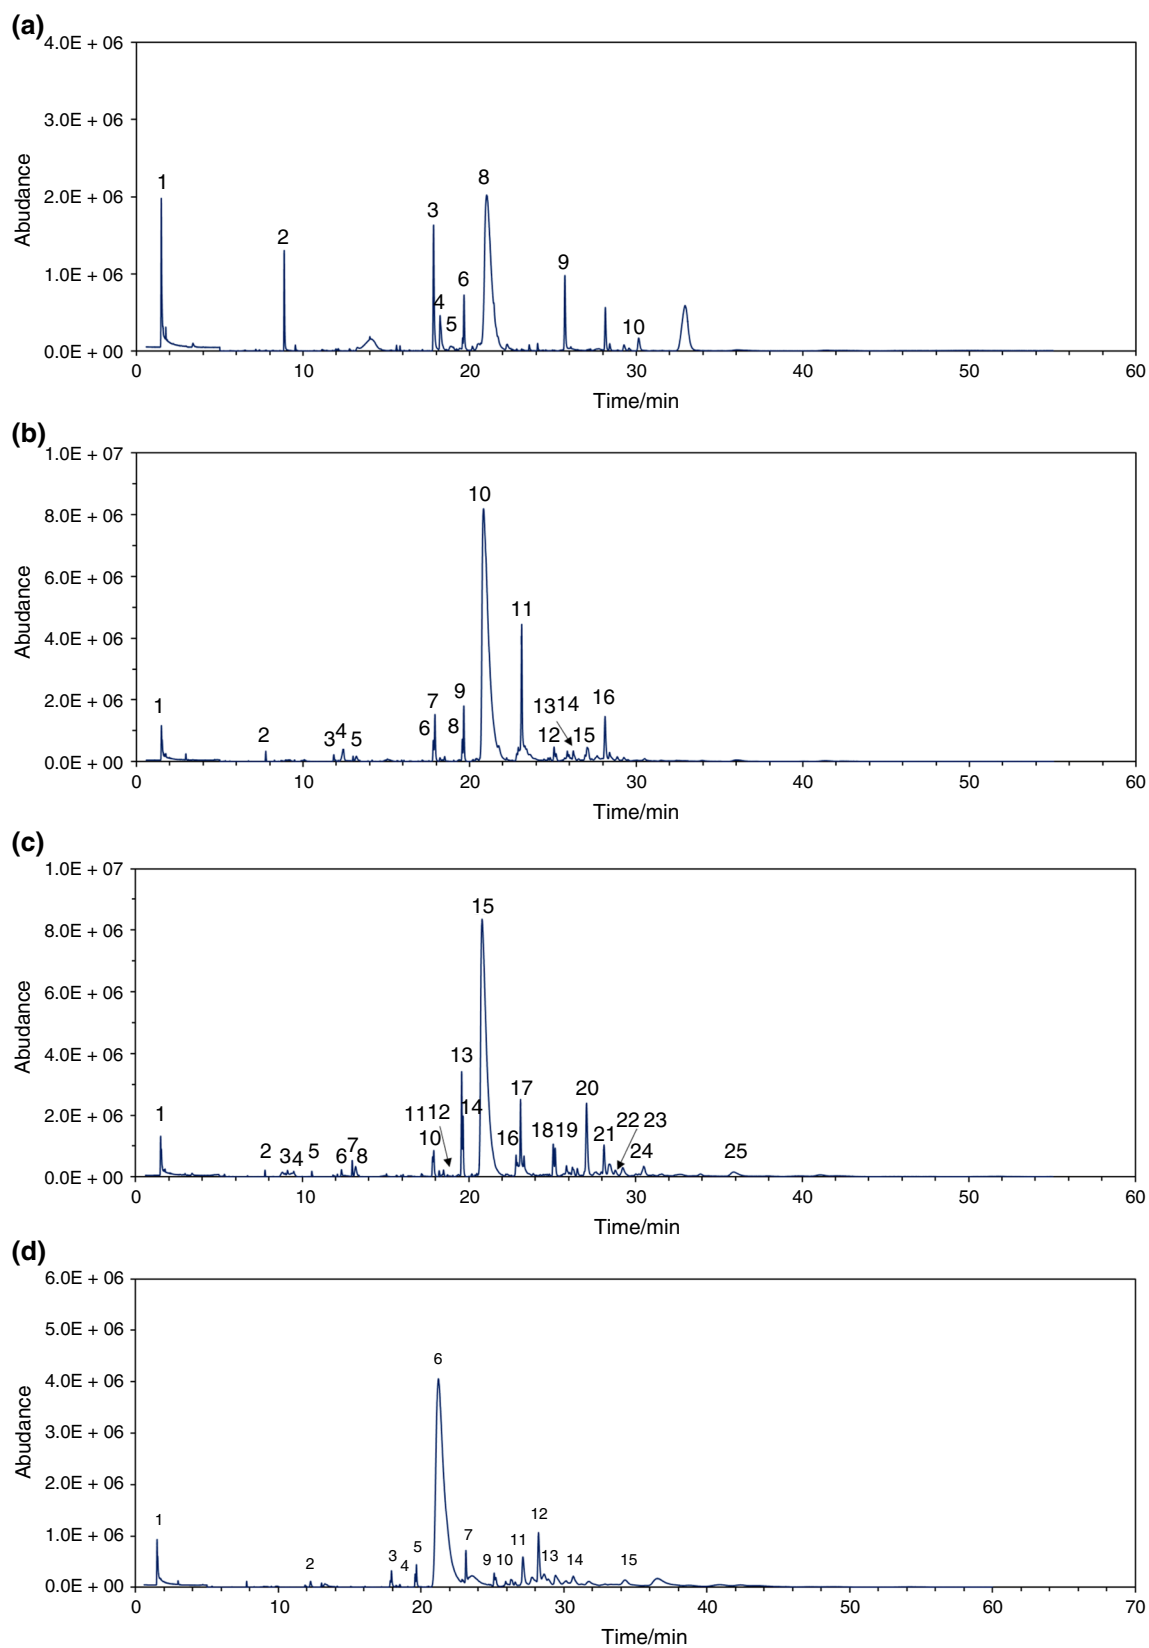 (a)
4.0E + 06
3.0E + 06
2.0E + 06
1.0E + 06
0.0E + 00
Abudance
1
2
3
4
5
6
8
9
10
0 10 20 30 40 50 60
Time/min
(b)
1.0E + 07
8.0E + 06
6.0E + 06
4.0E + 06
2.0E + 06
0.0E + 00
Abudance
1
2
3
4
5
6
7
8
9
10
11
12
13 14
15
16
0 10 20 30 40 50 60
Time/min
(c)
1.0E + 07
8.0E + 06
6.0E + 06
4.0E + 06
2.0E + 06
0.0E + 00
Abudance
1
2
3
4
5
6
7
8
10
11 12
13
14
15
16
17
18 19
20
21
22 23
24
25
0 10 20 30 40 50 60
Time/min
(d)
6.0E + 06
5.0E + 06
4.0E + 06
3.0E + 06
2.0E + 06
1.0E + 06
0.0E + 00
Abudance
1
2
3
4
5
6
7
9
10
11
12
13
14
15
0 10 20 30 40 50 60 70
Time/min